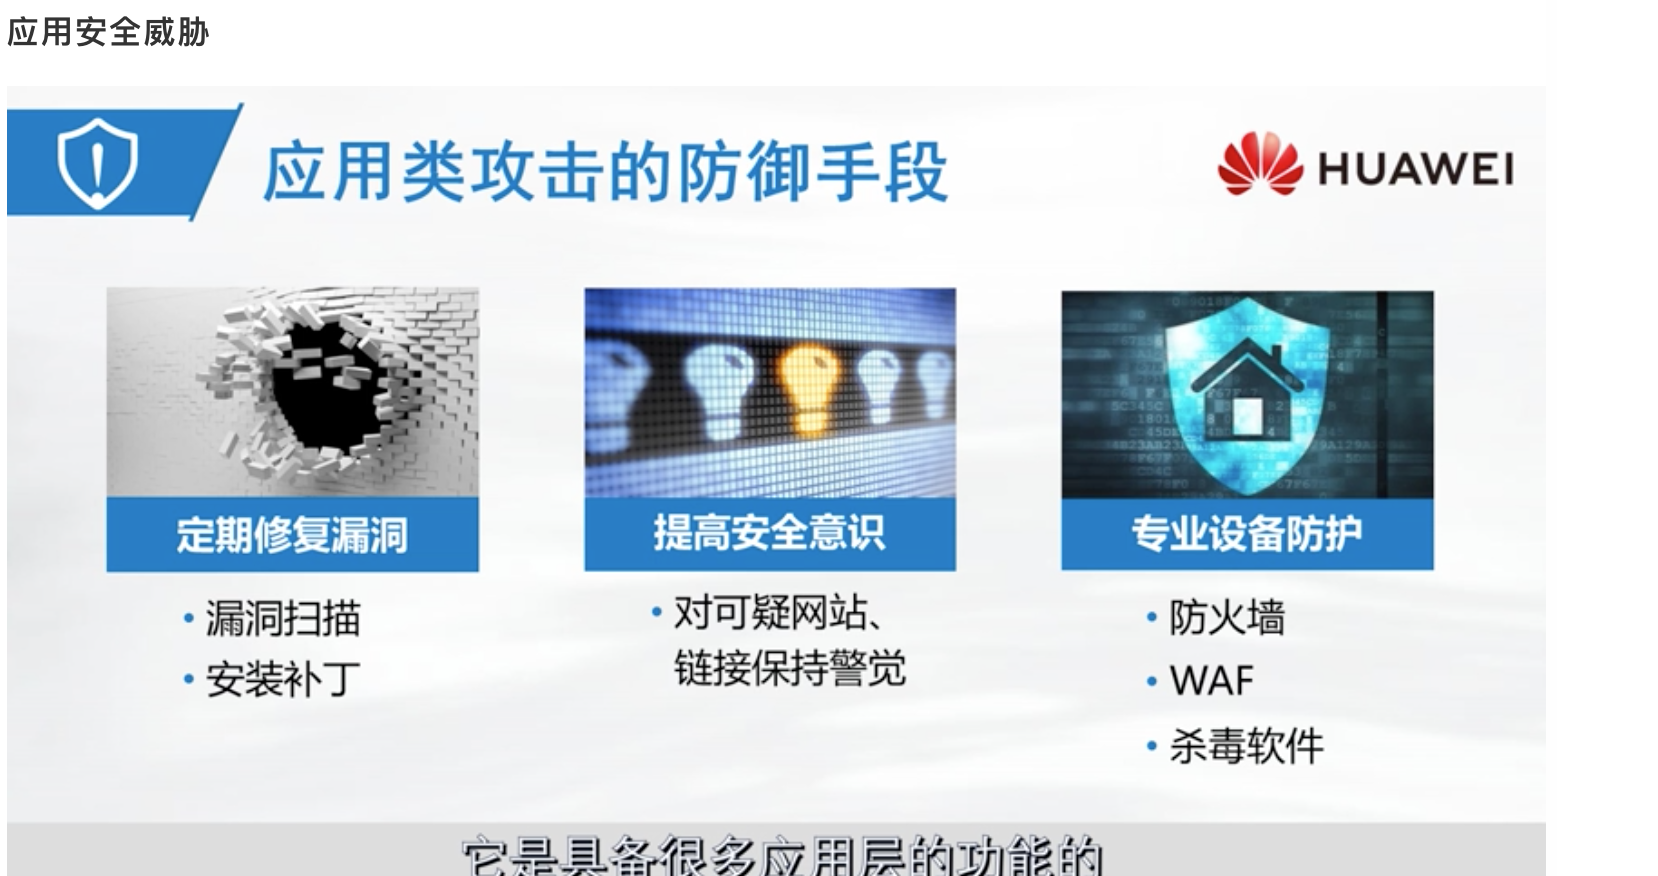 应用安全威胁
应用类攻击的防御手段
HUAWEI
定期修复漏洞
• 漏洞扫描
• 安装补丁
提高安全意识
• 对可疑网站、
链接保持警觉
专业设备防护
• 防火墙
• WAF
• 杀毒软件
它是具备很多应用层的功能的